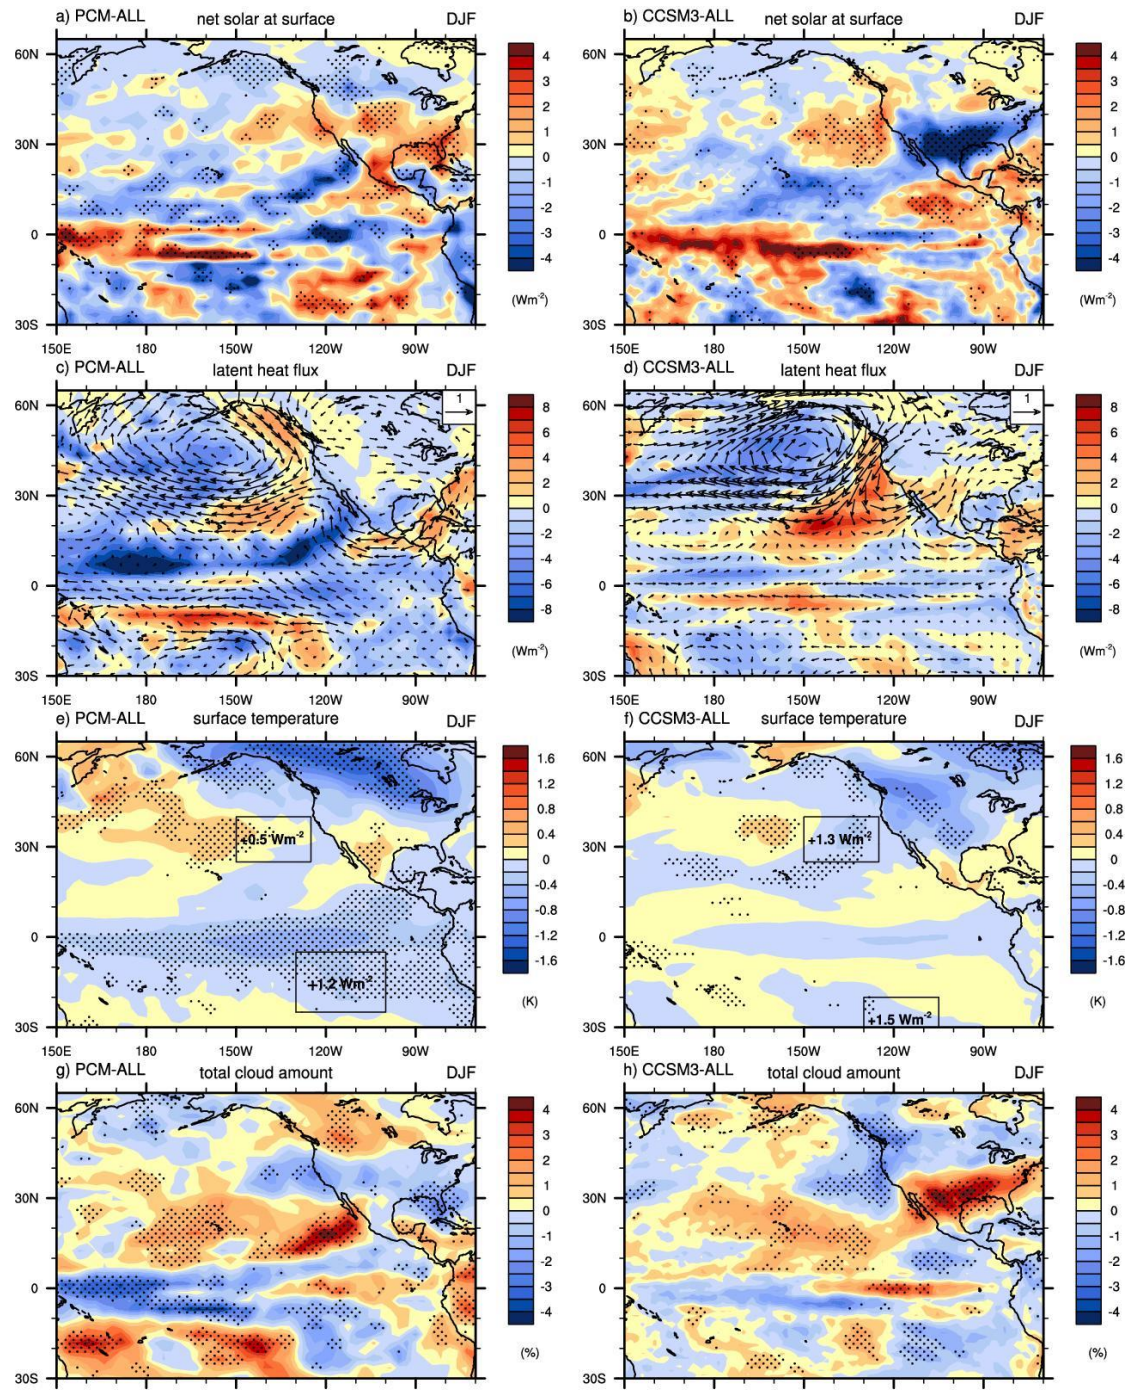 a) PCM-ALL net solar at surface DJF
60N
30N
0
30S
150E 180 150W 120W 90W
4
3
2
1
0
-1
-2
-3
-4
(Wm-2)
b) CCSM3-ALL net solar at surface DJF
60N
30N
0
30S
150E 180 150W 120W 90W
4
3
2
1
0
-1
-2
-3
-4
(Wm-2)
c) PCM-ALL latent heat flux DJF
1
60N
30N
0
30S
150E 180 150W 120W 90W
8
6
4
2
0
-2
-4
-6
-8
(Wm-2)
d) CCSM3-ALL latent heat flux DJF
1
60N
30N
0
30S
150E 180 150W 120W 90W
8
6
4
2
0
-2
-4
-6
-8
(Wm-2)
e) PCM-ALL surface temperature DJF
60N
30N
0
30S
+0.5 Wm-2
+1.2 Wm-2
150E 180 150W 120W 90W
1.6
1.2
0.8
0.4
0
-0.4
-0.8
-1.2
-1.6
(K)
f) CCSM3-ALL surface temperature DJF
60N
30N
0
30S
+1.3 Wm-2
+1.5 Wm-2
150E 180 150W 120W 90W
1.6
1.2
0.8
0.4
0
-0.4
-0.8
-1.2
-1.6
(K)
g) PCM-ALL total cloud amount DJF
60N
30N
0
30S
150E 180 150W 120W 90W
4
3
2
1
0
-1
-2
-3
-4
(%)
h) CCSM3-ALL total cloud amount DJF
60N
30N
0
30S
150E 180 150W 120W 90W
4
3
2
1
0
-1
-2
-3
-4
(%)